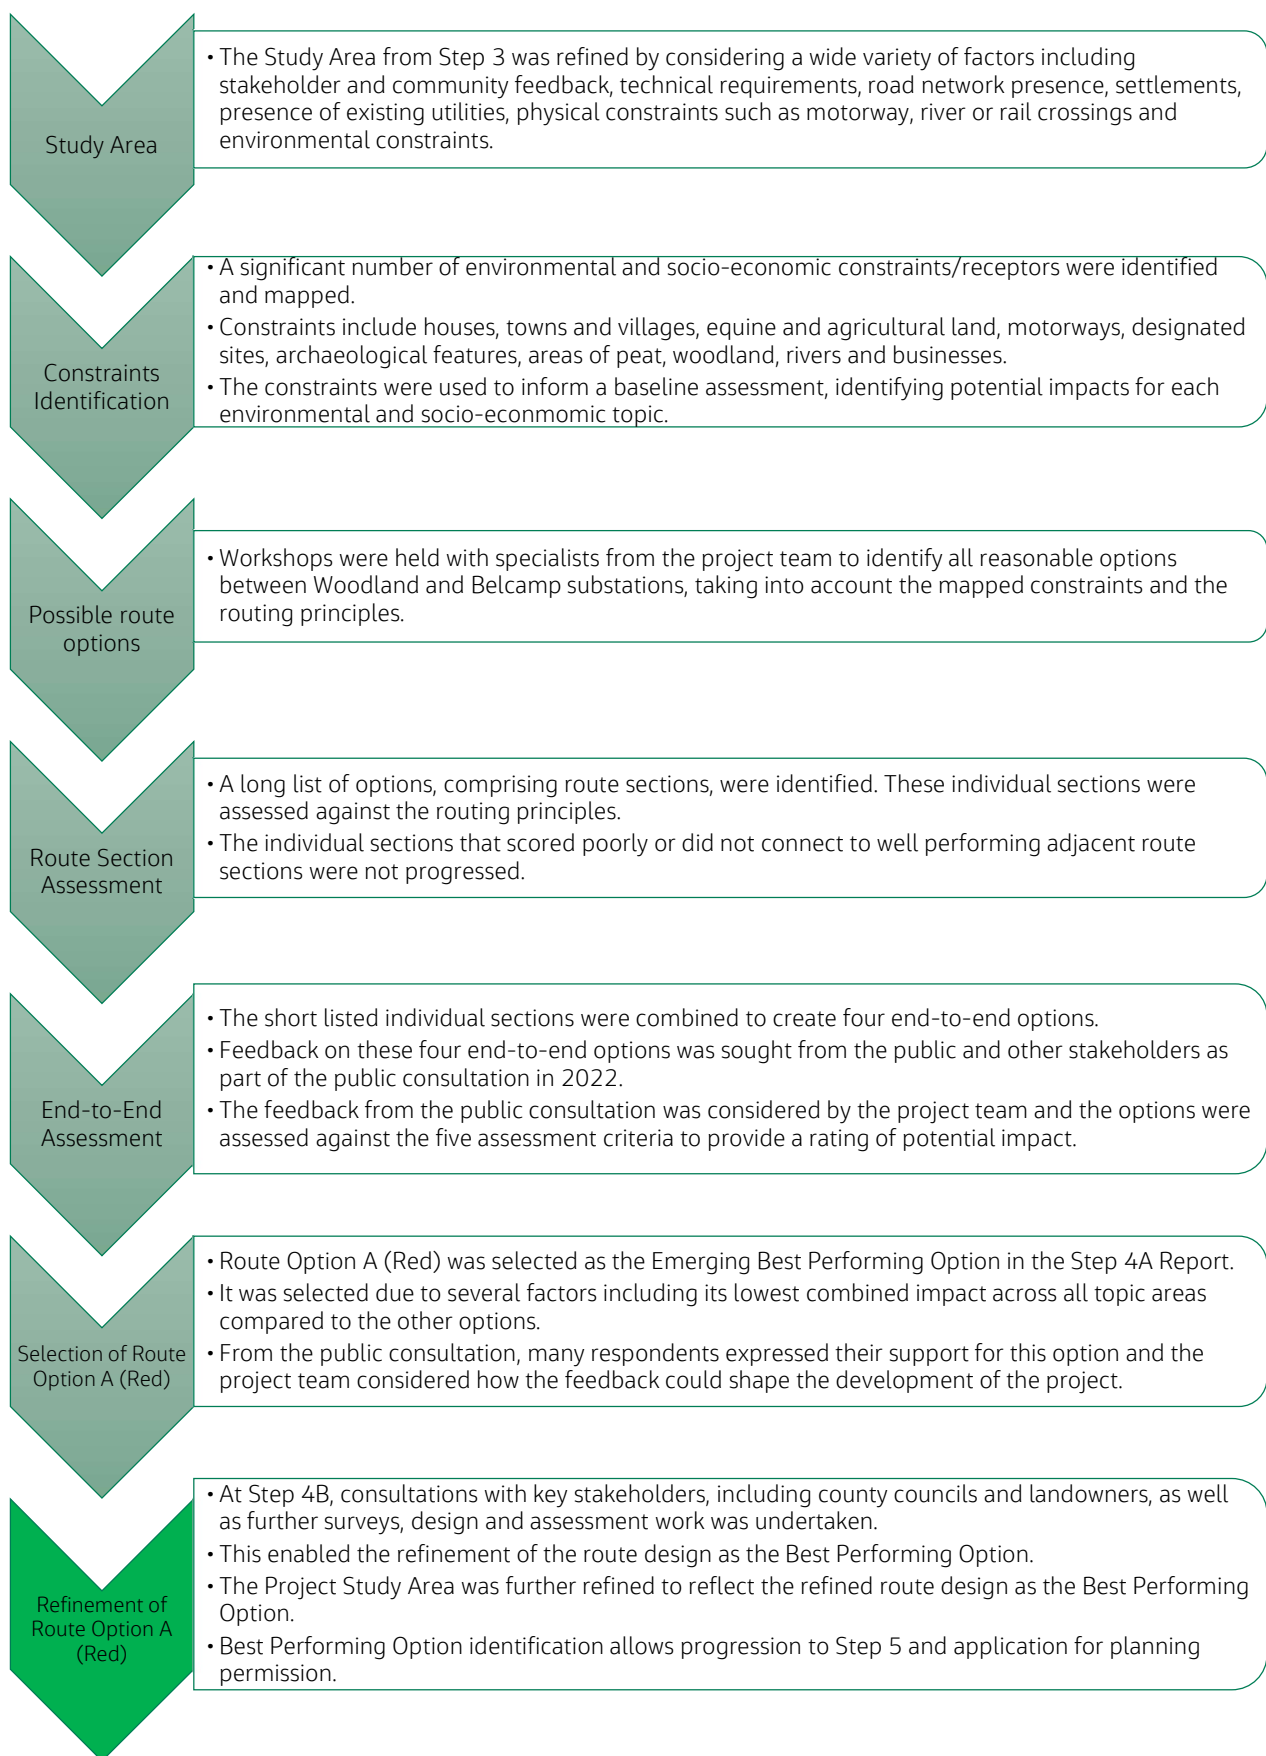 Study Area
• The Study Area from Step 3 was refined by considering a wide variety of factors including
stakeholder and community feedback, technical requirements, road network presence, settlements,
presence of existing utilities, physical constraints such as motorway, river or rail crossings and
environmental constraints.
Constraints
Identification
• A significant number of environmental and socio-economic constraints/receptors were identified
and mapped.
• Constraints include houses, towns and villages, equine and agricultural land, motorways, designated
sites, archaeological features, areas of peat, woodland, rivers and businesses.
• The constraints were used to inform a baseline assessment, identifying potential impacts for each
environmental and socio-econmomic topic.
Possible route
options
• Workshops were held with specialists from the project team to identify all reasonable options
between Woodland and Belcamp substations, taking into account the mapped constraints and the
routing principles.
Route Section
Assessment
• A long list of options, comprising route sections, were identified. These individual sections were
assessed against the routing principles.
• The individual sections that scored poorly or did not connect to well performing adjacent route
sections were not progressed.
End-to-End
Assessment
• The short listed individual sections were combined to create four end-to-end options.
• Feedback on these four end-to-end options was sought from the public and other stakeholders as
part of the public consultation in 2022.
• The feedback from the public consultation was considered by the project team and the options were
assessed against the five assessment criteria to provide a rating of potential impact.
Selection of Route
Option A (Red)
• Route Option A (Red) was selected as the Emerging Best Performing Option in the Step 4A Report.
• It was selected due to several factors including its lowest combined impact across all topic areas
compared to the other options.
• From the public consultation, many respondents expressed their support for this option and the
project team considered how the feedback could shape the development of the project.
Refinement of
Route Option A
(Red)
• At Step 4B, consultations with key stakeholders, including county councils and landowners, as well
as further surveys, design and assessment work was undertaken.
• This enabled the refinement of the route design as the Best Performing Option.
• The Project Study Area was further refined to reflect the refined route design as the Best Performing
Option.
• Best Performing Option identification allows progression to Step 5 and application for planning
permission.